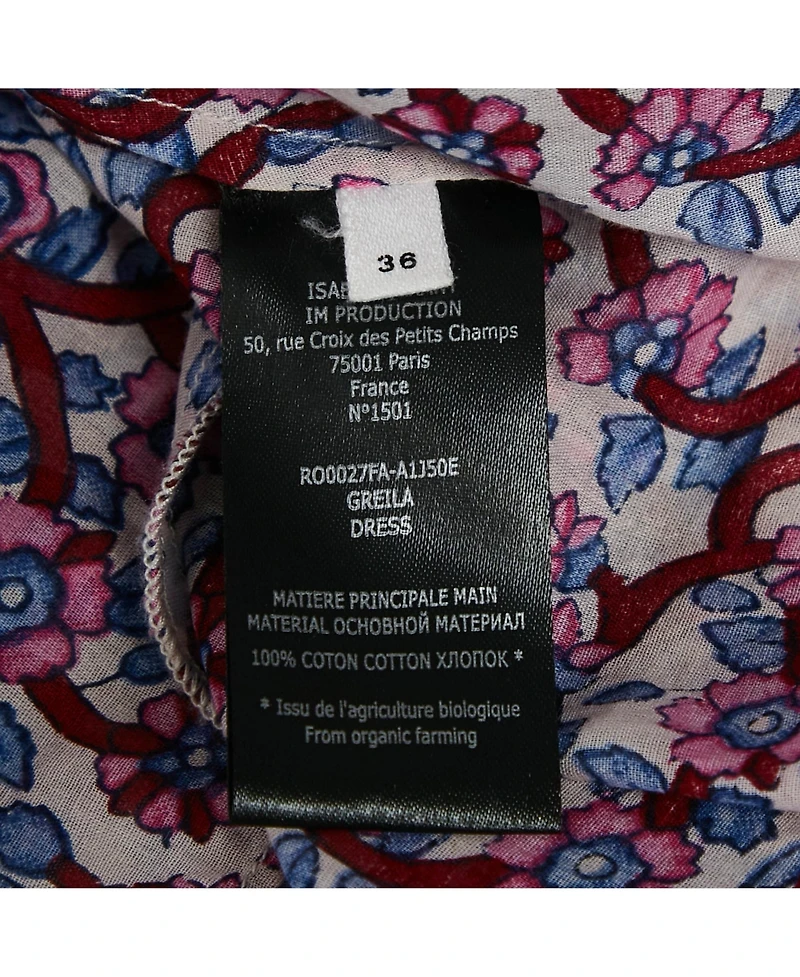 36
IM PRODUCTION
50, rue Croix des Petits Champs
75001 Paris
France
N°1501
RO0027FA-A1J50E
GREILA
DRESS
MATIERE PRINCIPALE MAIN
MATERIAL ОСНОВНОЙ МАТЕРИАЛ
100% COTON COTTON ХЛОПОК *
* Issu de l'agriculture biologique
From organic farming